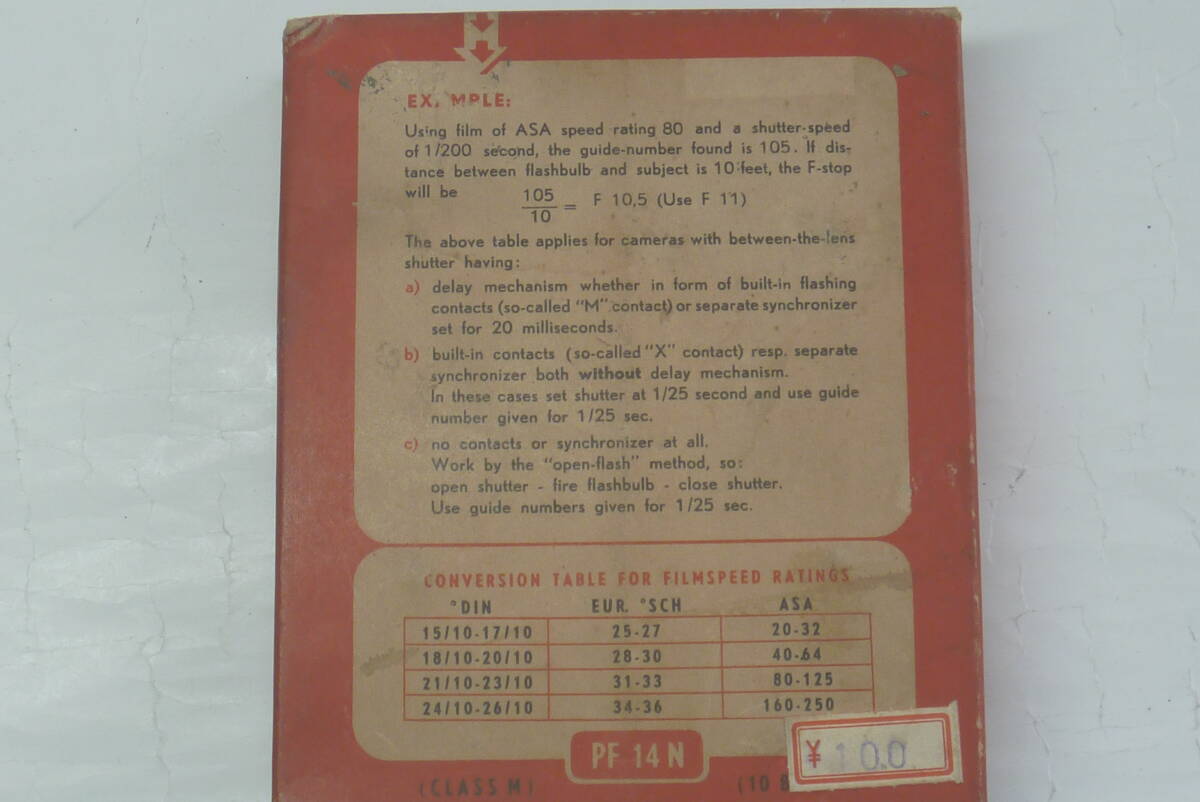 EX. MPLE:
Using film of ASA speed rating 80 and a shutter-speed
of 1/200 second, the guide-number found is 105. If dis-
tance between flashbulb and subject is 10 feet, the F-stop
will be 105/10 = F 10,5 (Use F 11)
The above table applies for cameras with between-the-lens
shutter having:
a) delay mechanism whether in form of built-in flashing
contacts (so-called "M" contact) or separate synchronizer
set for 20 milliseconds.
b) built-in contacts (so-called "X" contact) resp. separate
synchronizer both without delay mechanism.
In these cases set shutter at 1/25 second and use guide
number given for 1/25 sec.
c) no contacts or synchronizer at all.
Work by the "open-flash" method, so:
open shutter - fire flashbulb - close shutter.
Use guide numbers given for 1/25 sec.
CONVERSION TABLE FOR FILMSPEED RATINGS
°DIN EUR. °SCH ASA
15/10-17/10 25-27 20-32
18/10-20/10 28-30 40-64
21/10-23/10 31-33 80-125
24/10-26/10 34-36 160-250
PF 14 N
¥ 100
(CLASS M) (10